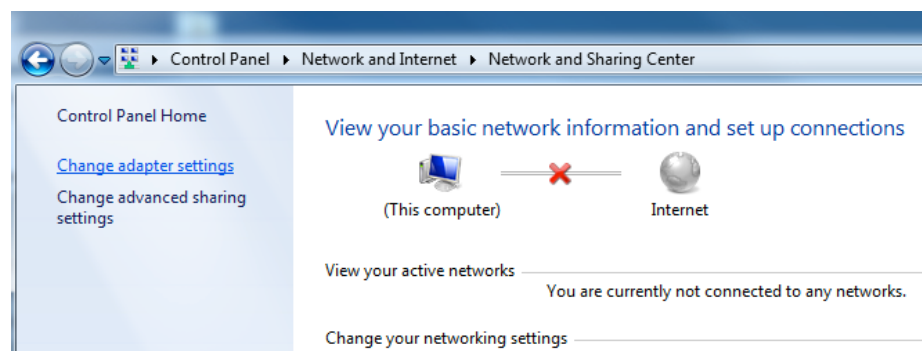 Control Panel ▸ Network and Internet ▸ Network and Sharing Center
Control Panel Home
Change adapter settings
Change advanced sharing
settings
View your basic network information and set up connections
(This computer)
Internet
View your active networks
You are currently not connected to any networks.
Change your networking settings